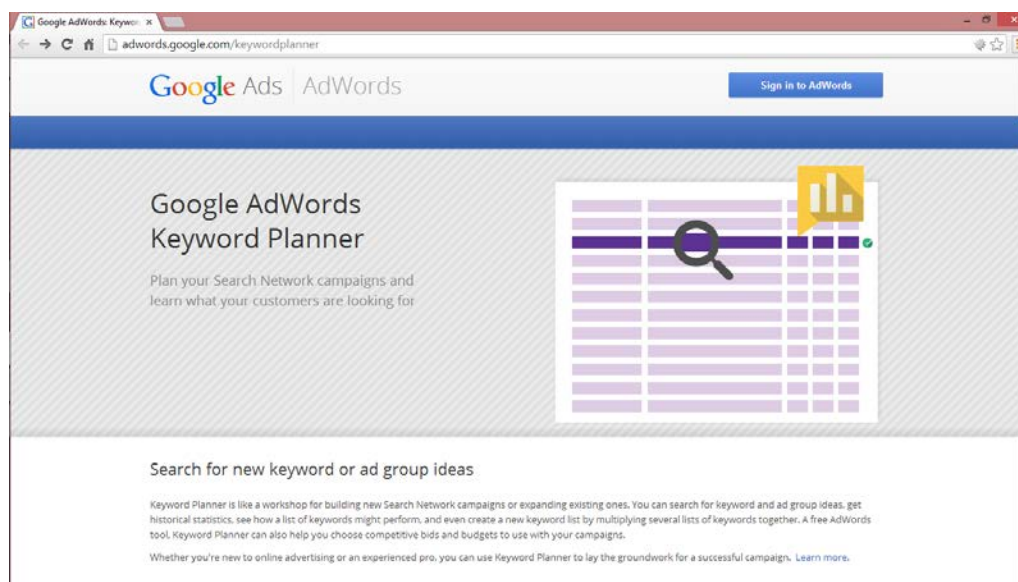 Google AdWords: Keywor
adwords.google.com/keywordplanner
Google Ads AdWords
Sign in to AdWords
Google AdWords
Keyword Planner
Plan your Search Network campaigns and
learn what your customers are looking for
Search for new keyword or ad group ideas
Keyword Planner is like a workshop for building new Search Network campaigns or expanding existing ones. You can search for keyword and ad group ideas, get
historical statistics, see how a list of keywords might perform, and even create a new keyword list by multiplying several lists of keywords together. A free AdWords
tool, Keyword Planner can also help you choose competitive bids and budgets to use with your campaigns.
Whether you're new to online advertising or an experienced pro, you can use Keyword Planner to lay the groundwork for a successful campaign. Learn more.